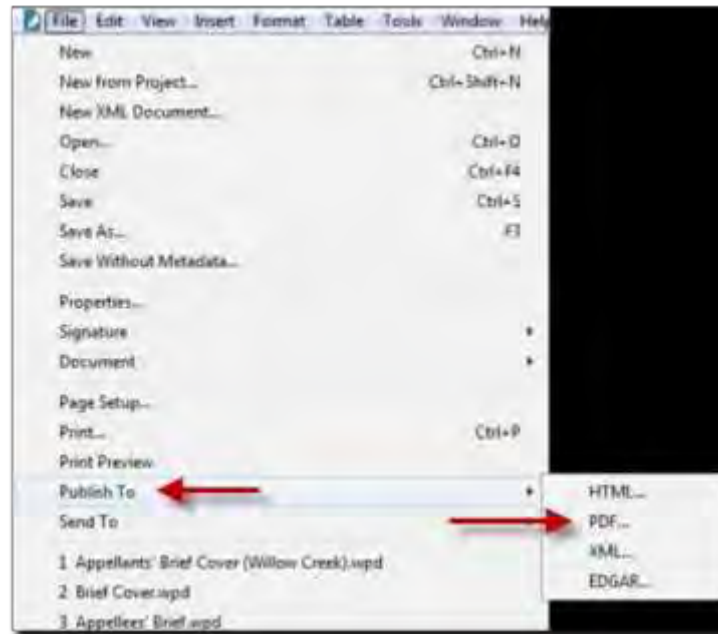 File Edit View Insert Format Table Tools Window Help
New Ctrl+N
New from Project... Ctrl+Shift+N
New XML Document...
Open... Ctrl+O
Close Ctrl+F4
Save Ctrl+S
Save As... F3
Save Without Metadata...
Properties...
Signature
Document
Page Setup...
Print... Ctrl+P
Print Preview
Publish To HTML...
Send To PDF...
XML...
1 Appellants' Brief Cover (Willow Creek).wpd
EDGAR...
2 Brief Cover.wpd
3 Appellees' Brief.wpd